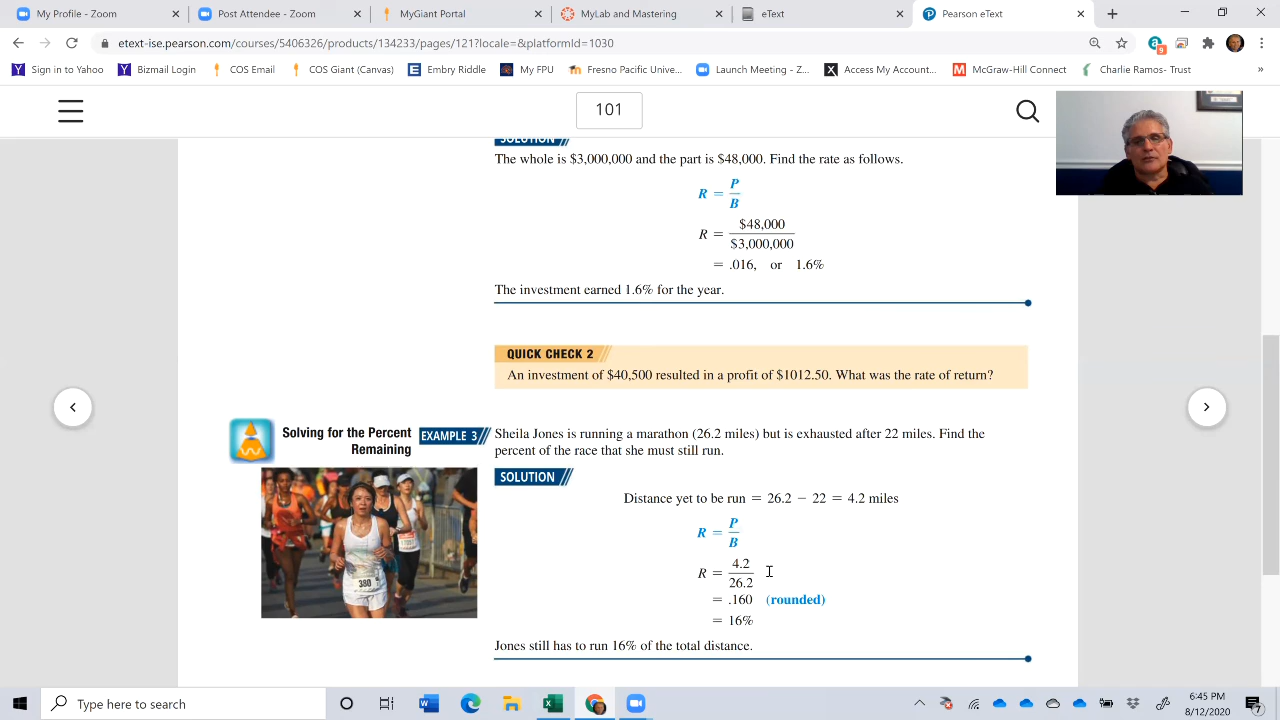 My Profile - Zoom
Post Attendee - Zoom
MyGiant Portal
MyLab and Mastering
eText
Pearson eText
etext-ise.pearson.com/courses/5406326/products/134233/pages/121?locale=&platformId=1030
9
Sign in to Yahoo
Bizmail Login
COS Email
COS Giant (Canvas)
Embry Riddle
My FPU
Fresno Pacific Unive...
Launch Meeting - Z...
Access My Account...
McGraw-Hill Connect
Charlie Ramos- Trust
101
SOLUTION
The whole is $3,000,000 and the part is $48,000. Find the rate as follows.
R = P
B
R = $48,000
$3,000,000
= .016, or 1.6%
The investment earned 1.6% for the year.
QUICK CHECK 2
An investment of $40,500 resulted in a profit of $1012.50. What was the rate of return?
Solving for the Percent
Remaining
EXAMPLE 3
Sheila Jones is running a marathon (26.2 miles) but is exhausted after 22 miles. Find the
percent of the race that she must still run.
SOLUTION
Distance yet to be run = 26.2 − 22 = 4.2 miles
R = P
B
R = 4.2
26.2
= .160 (rounded)
= 16%
380
Jones still has to run 16% of the total distance.
Type here to search
6:45 PM
8/12/2020
7